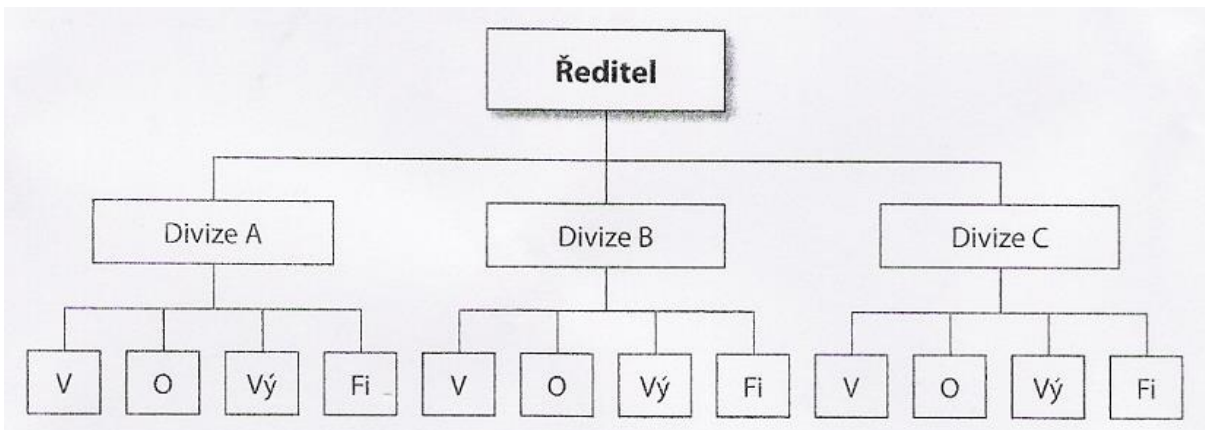 Ředitel
Divize A Divize B Divize C
V O Vý Fi V O Vý Fi V O Vý Fi